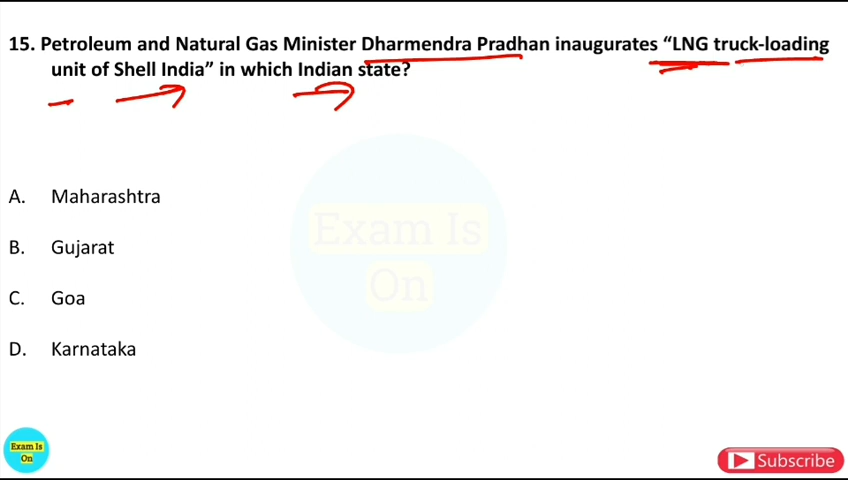 15. Petroleum and Natural Gas Minister Dharmendra Pradhan inaugurates “LNG truck-loading
unit of Shell India” in which Indian state?
A. Maharashtra
B. Gujarat
C. Goa
D. Karnataka
Exam Is
On
Exam Is
On
Subscribe